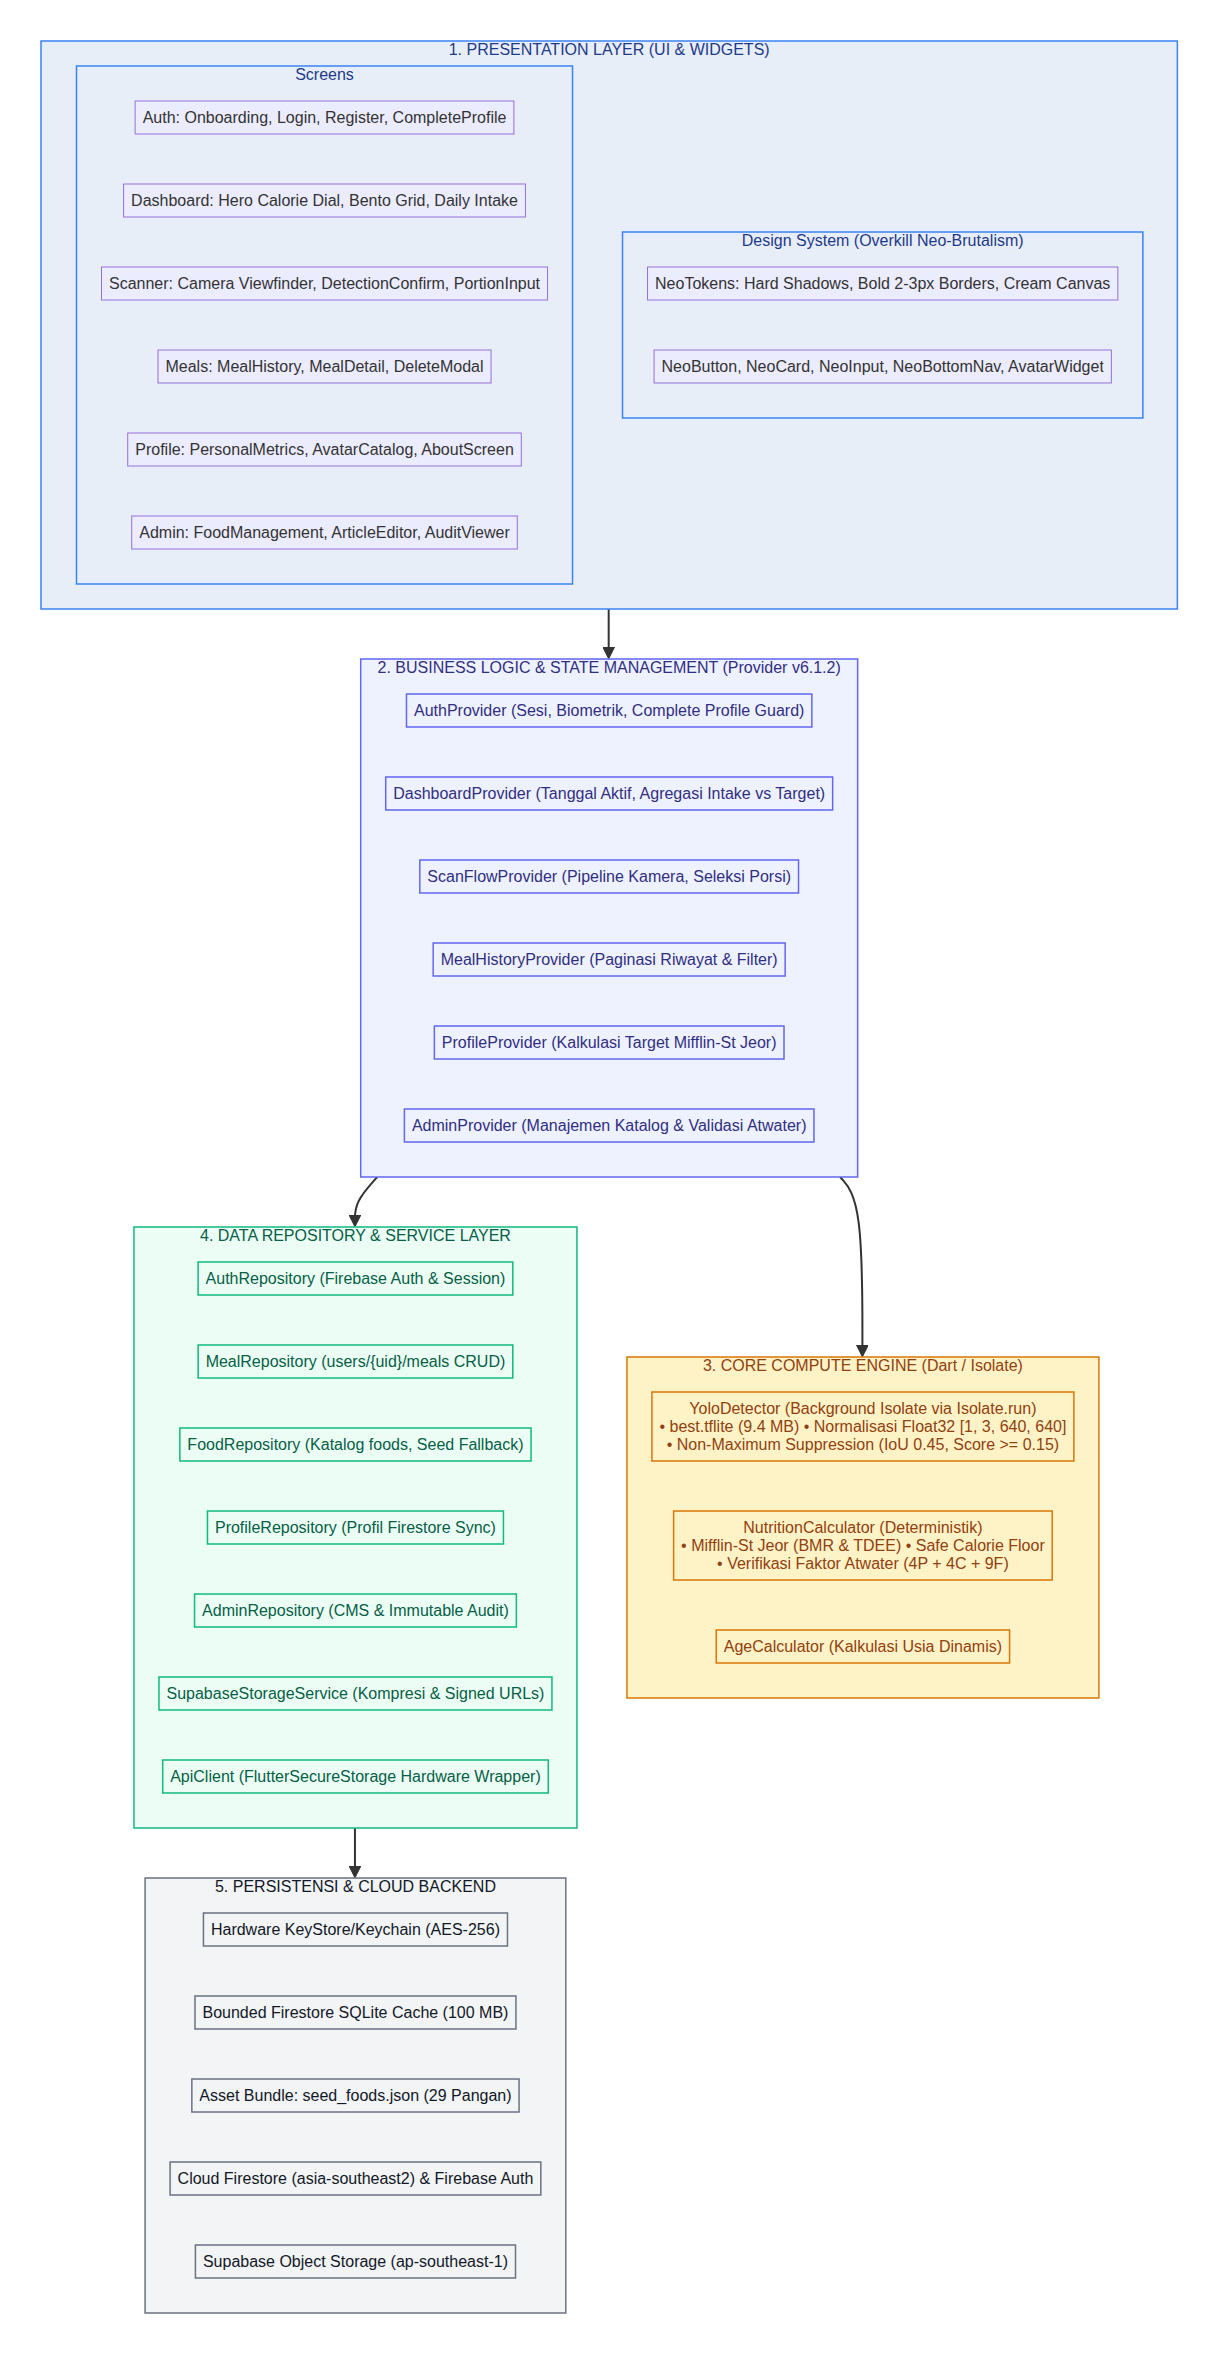 1. PRESENTATION LAYER (UI & WIDGETS)
Screens
Auth: Onboarding, Login, Register, CompleteProfile
Dashboard: Hero Calorie Dial, Bento Grid, Daily Intake
Scanner: Camera Viewfinder, DetectionConfirm, PortionInput
Meals: MealHistory, MealDetail, DeleteModal
Profile: PersonalMetrics, AvatarCatalog, AboutScreen
Admin: FoodManagement, ArticleEditor, AuditViewer
Design System (Overkill Neo-Brutalism)
NeoTokens: Hard Shadows, Bold 2-3px Borders, Cream Canvas
NeoButton, NeoCard, NeoInput, NeoBottomNav, AvatarWidget
2. BUSINESS LOGIC & STATE MANAGEMENT (Provider v6.1.2)
AuthProvider (Sesi, Biometrik, Complete Profile Guard)
DashboardProvider (Tanggal Aktif, Agregasi Intake vs Target)
ScanFlowProvider (Pipeline Kamera, Seleksi Porsi)
MealHistoryProvider (Paginasi Riwayat & Filter)
ProfileProvider (Kalkulasi Target Mifflin-St Jeor)
AdminProvider (Manajemen Katalog & Validasi Atwater)
4. DATA REPOSITORY & SERVICE LAYER
AuthRepository (Firebase Auth & Session)
MealRepository (users/{uid}/meals CRUD)
FoodRepository (Katalog foods, Seed Fallback)
ProfileRepository (Profil Firestore Sync)
AdminRepository (CMS & Immutable Audit)
SupabaseStorageService (Kompresi & Signed URLs)
ApiClient (FlutterSecureStorage Hardware Wrapper)
3. CORE COMPUTE ENGINE (Dart / Isolate)
YoloDetector (Background Isolate via Isolate.run)
• best.tflite (9.4 MB) • Normalisasi Float32 [1, 3, 640, 640]
• Non-Maximum Suppression (IoU 0.45, Score >= 0.15)
NutritionCalculator (Deterministik)
• Mifflin-St Jeor (BMR & TDEE) • Safe Calorie Floor
• Verifikasi Faktor Atwater (4P + 4C + 9F)
AgeCalculator (Kalkulasi Usia Dinamis)
5. PERSISTENSI & CLOUD BACKEND
Hardware KeyStore/Keychain (AES-256)
Bounded Firestore SQLite Cache (100 MB)
Asset Bundle: seed_foods.json (29 Pangan)
Cloud Firestore (asia-southeast2) & Firebase Auth
Supabase Object Storage (ap-southeast-1)